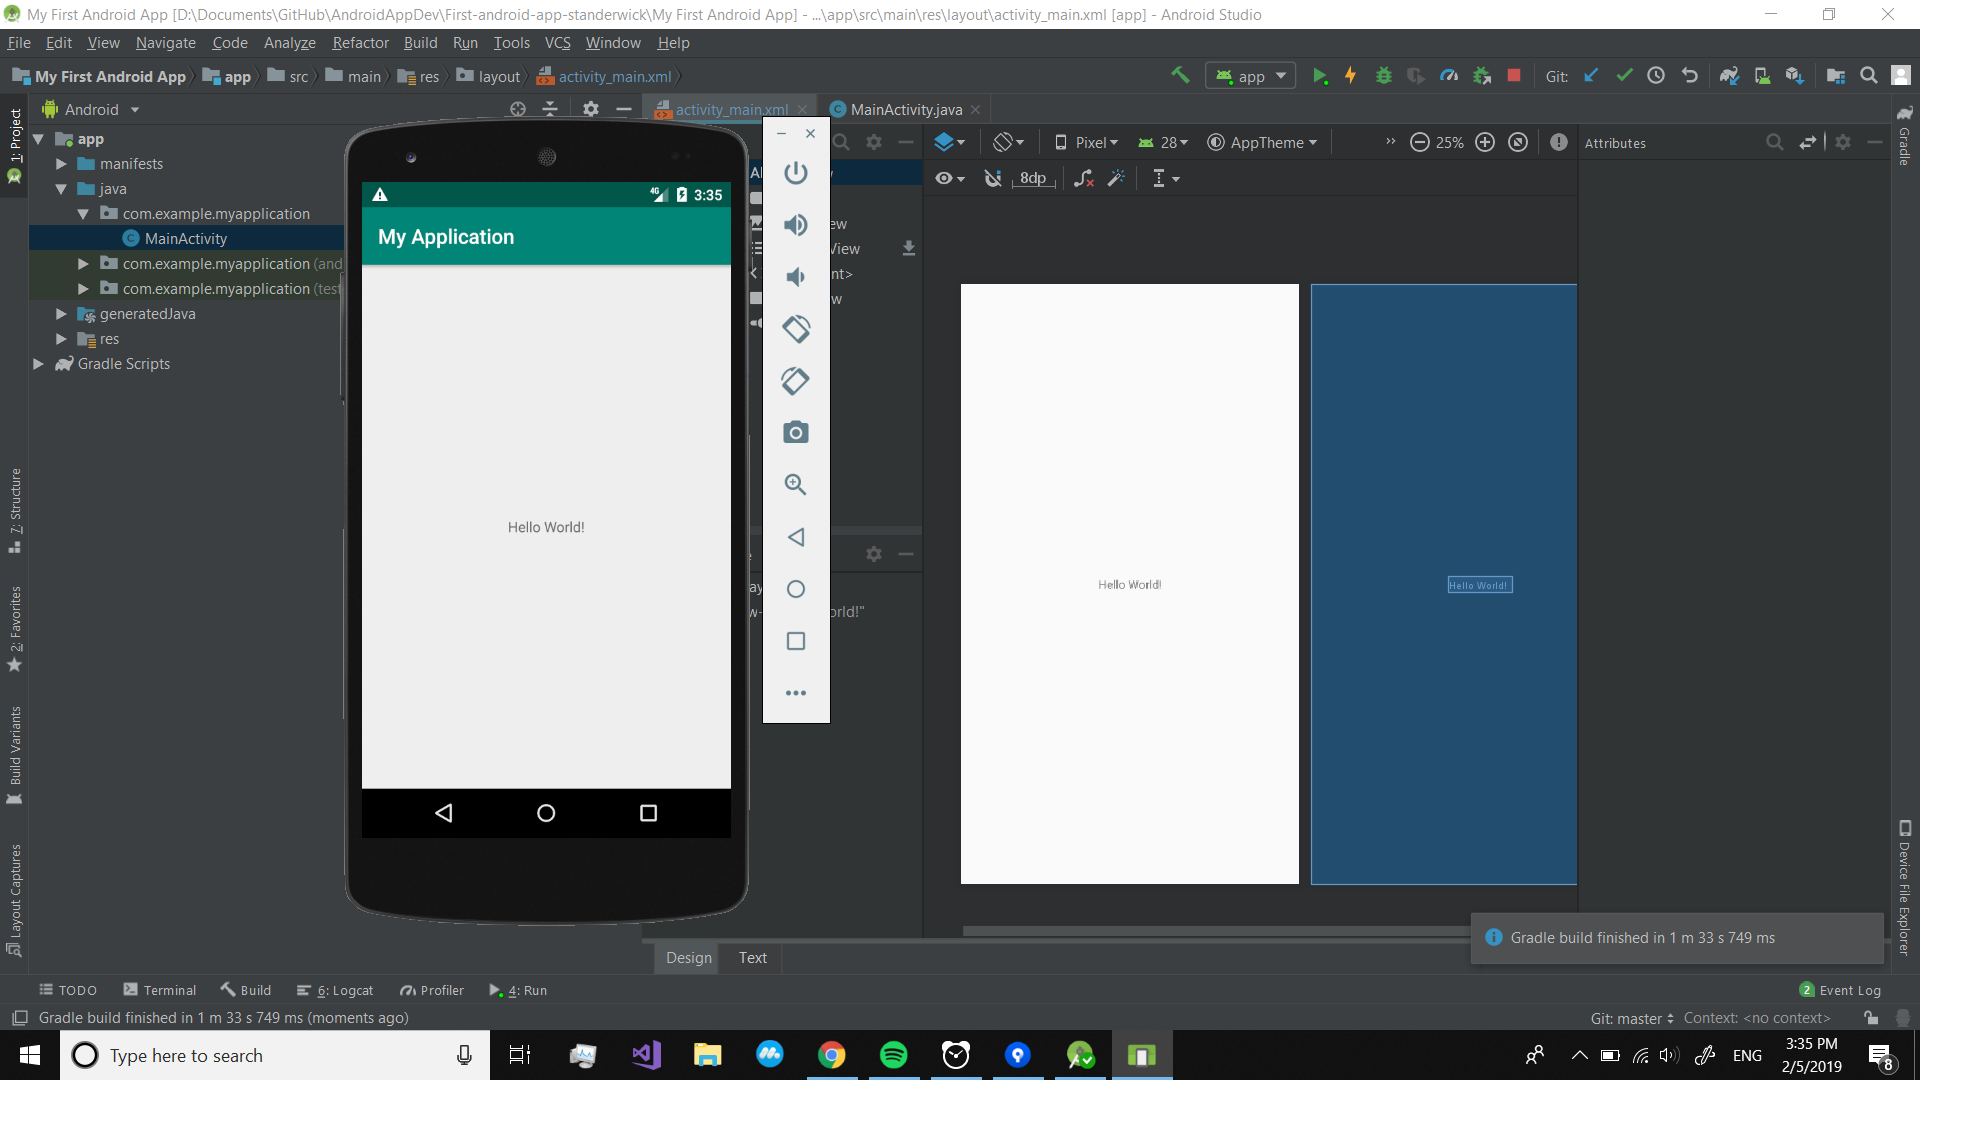 My First Android App [D:\Documents\GitHub\AndroidAppDev\First-android-app-standerwick\My First Android App] - ...\app\src\main\res\layout\activity_main.xml [app] - Android Studio
File Edit View Navigate Code Analyze Refactor Build Run Tools VCS Window Help
My First Android App app src main res layout activity_main.xml app Git:
Android activity_main.xml MainActivity.java
1: Project
app
manifests
java
com.example.myapplication
MainActivity
com.example.myapplication (and
com.example.myapplication (test
generatedJava
res
Gradle Scripts
7: Structure
2: Favorites
Build Variants
Layout Captures
4G 3:35
My Application
Hello World!
ew
View
nt>
w
ay
w-
orld!"
Pixel 28 AppTheme 25%
8dp
Hello World!
Hello World!
Attributes
Gradle
Device File Explorer
Gradle build finished in 1 m 33 s 749 ms
Design Text
TODO Terminal Build 6: Logcat Profiler 4: Run 2 Event Log
Gradle build finished in 1 m 33 s 749 ms (moments ago) Git: master Context: <no context>
Type here to search ENG 3:35 PM
2/5/2019
8